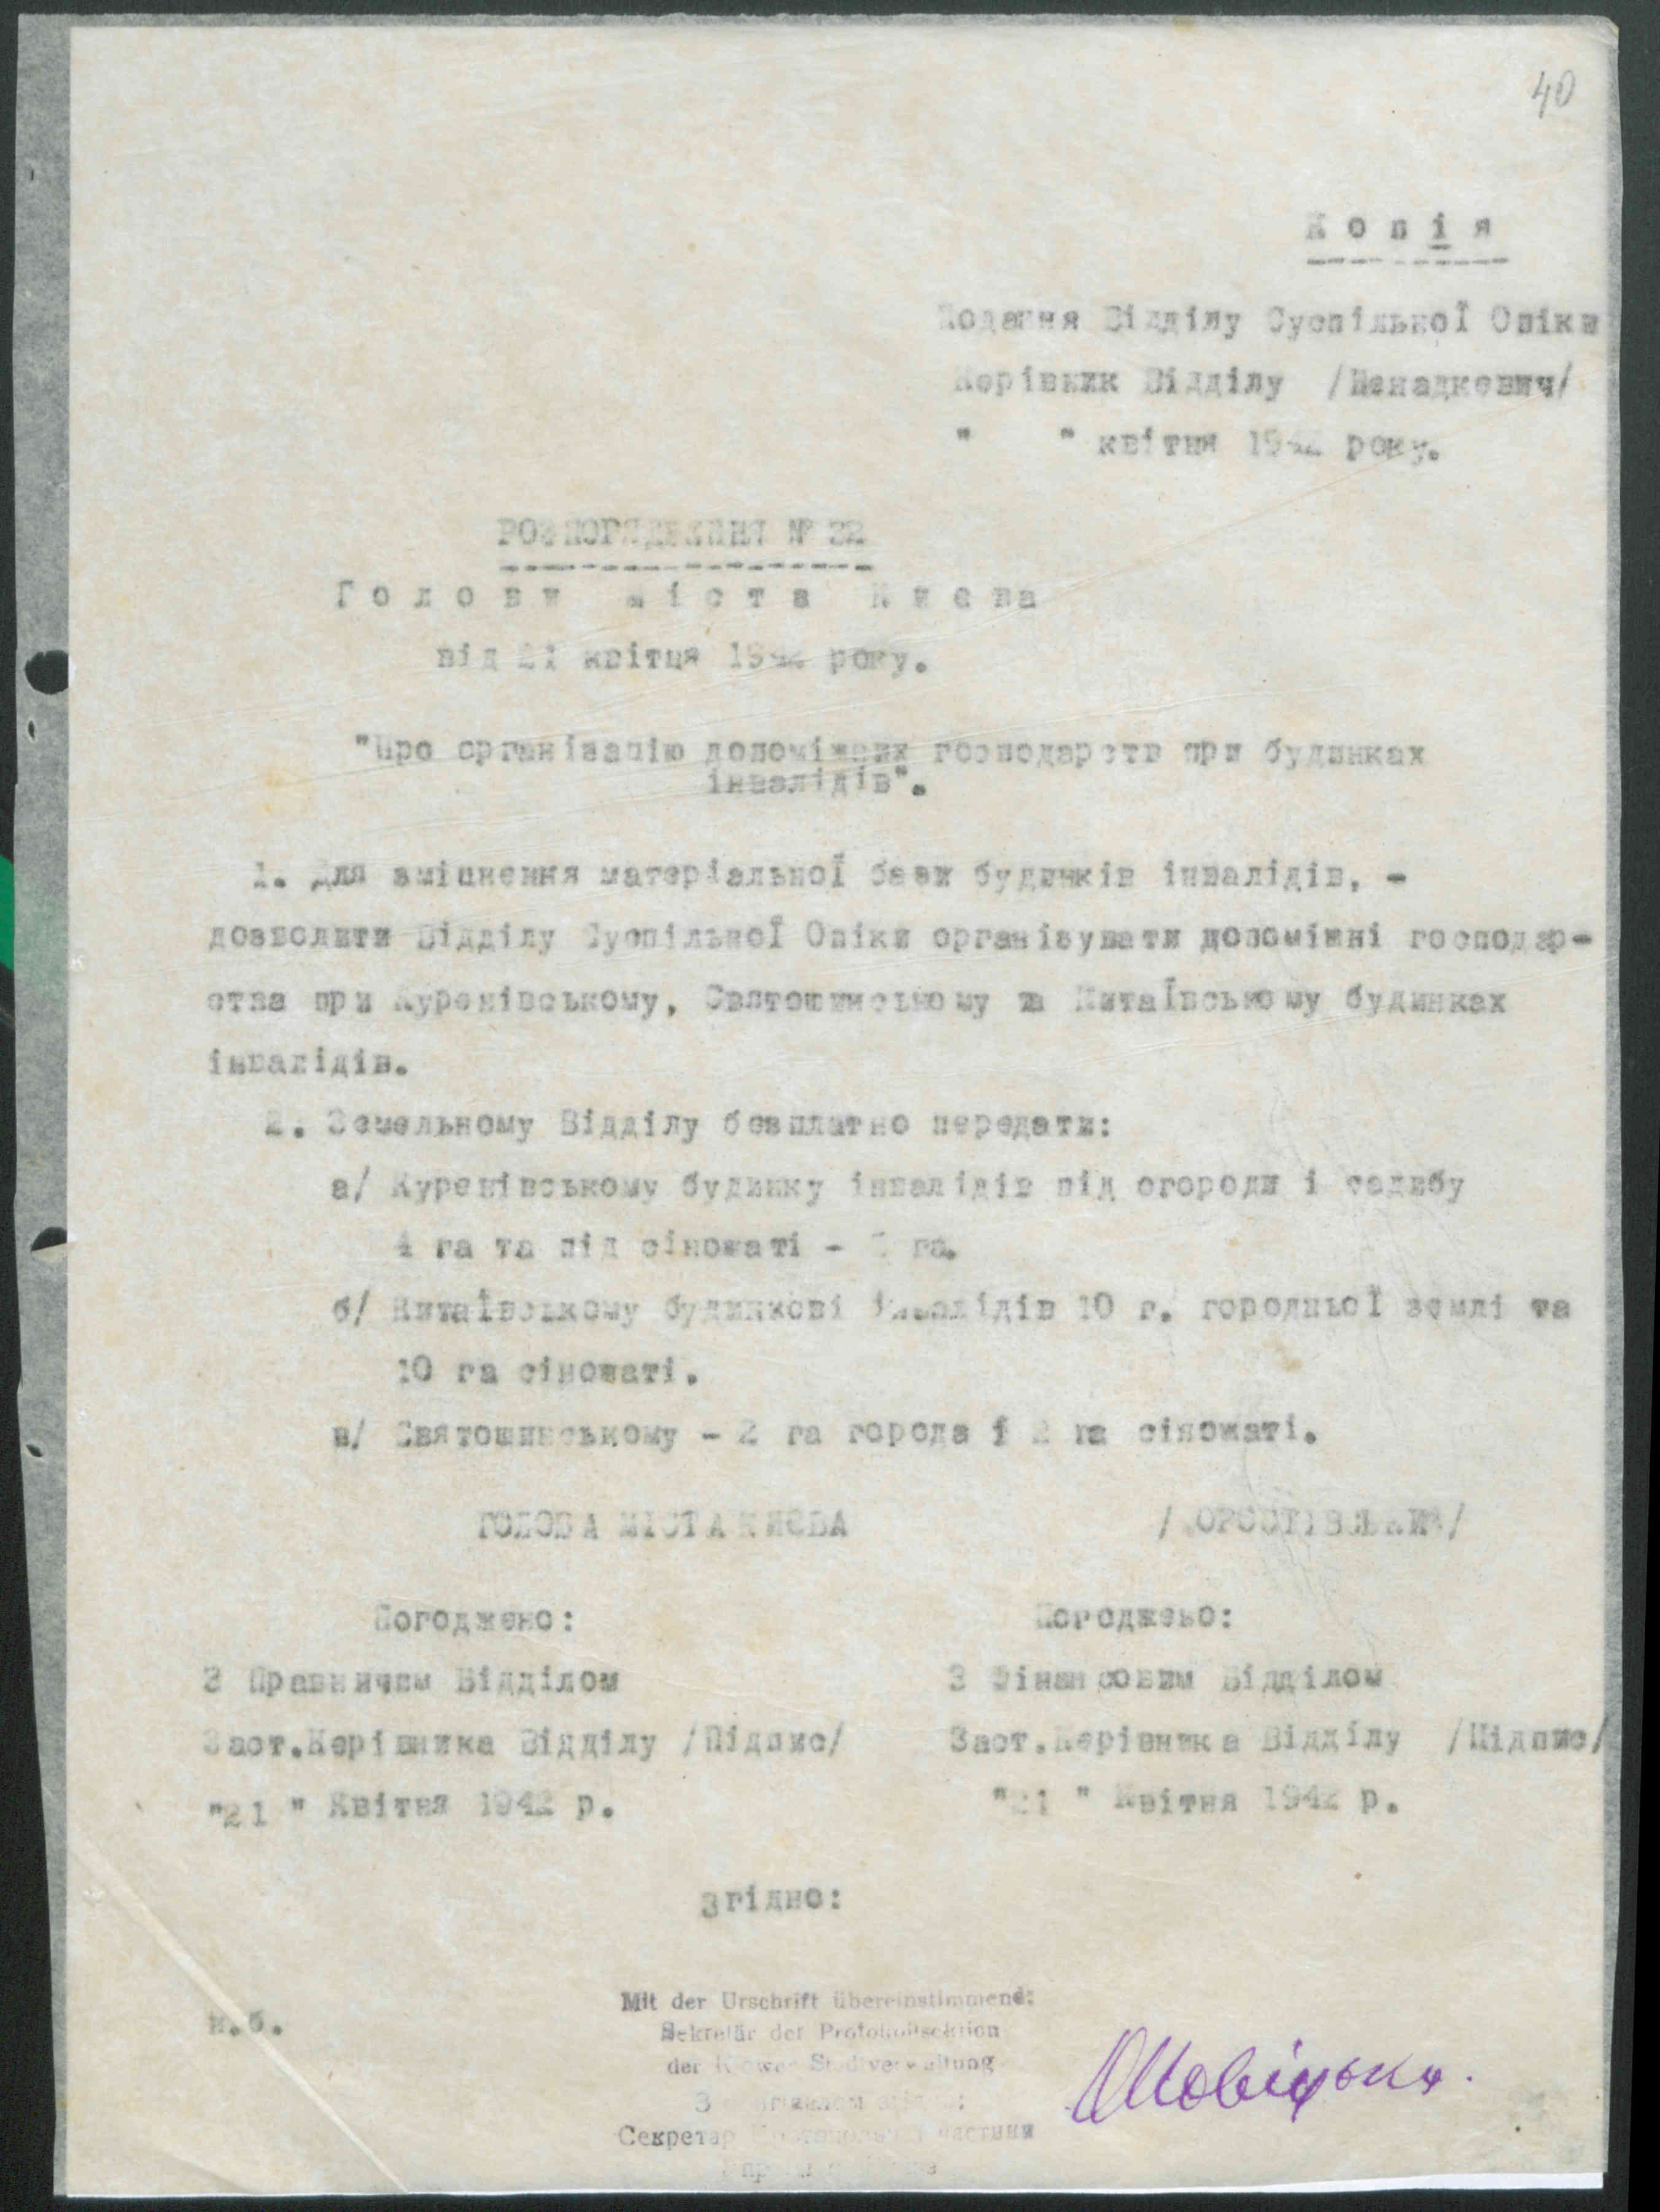 40
Копія
Подання Відділу Суспільної Опіки
Керівник Відділу /Ненадкевич/
" " квітня 1942 року.
РОЗПОРЯДЖЕННЯ № 32
Голови міста Києва
від 21 квітня 1942 року.
"Про організацію допоміжних господарств при будинках
інвалідів".
1. Для зміцнення матеріальної бази будинків інвалідів, -
дозволити Відділу Суспільної Опіки організувати допоміжні господар-
ства при Куренівському, Святошинському та Китаївському будинках
інвалідів.
2. Земельному Відділу безплатно передати:
а/ Куренівському будинку інвалідів під огороди і садибу
4 га та під сіножаті - га.
б/ Китаївському будинкові інвалідів 10 г. городньої землі та
10 га сіножаті.
в/ Святошинському - 2 га города і 2 га сіножаті.
ГОЛОВА МІСТА КИЄВА /ФОРОСТІВСЬКИЙ/
Погоджено: Погоджено:
З Правничим Відділом З Фінансовим Відділом
Заст.Керівника Відділу /Підпис/ Заст.Керівника Відділу /Підпис/
"21 " Квітня 1942 р. "21 " Квітня 1942 р.
Згідно:
н.б.
Mit der Urschrift übereinstimmend:
Sekretär der Protokollsektion
der Kiewer Stadtverwaltung
З оригіналом згідно:
Секретар частини